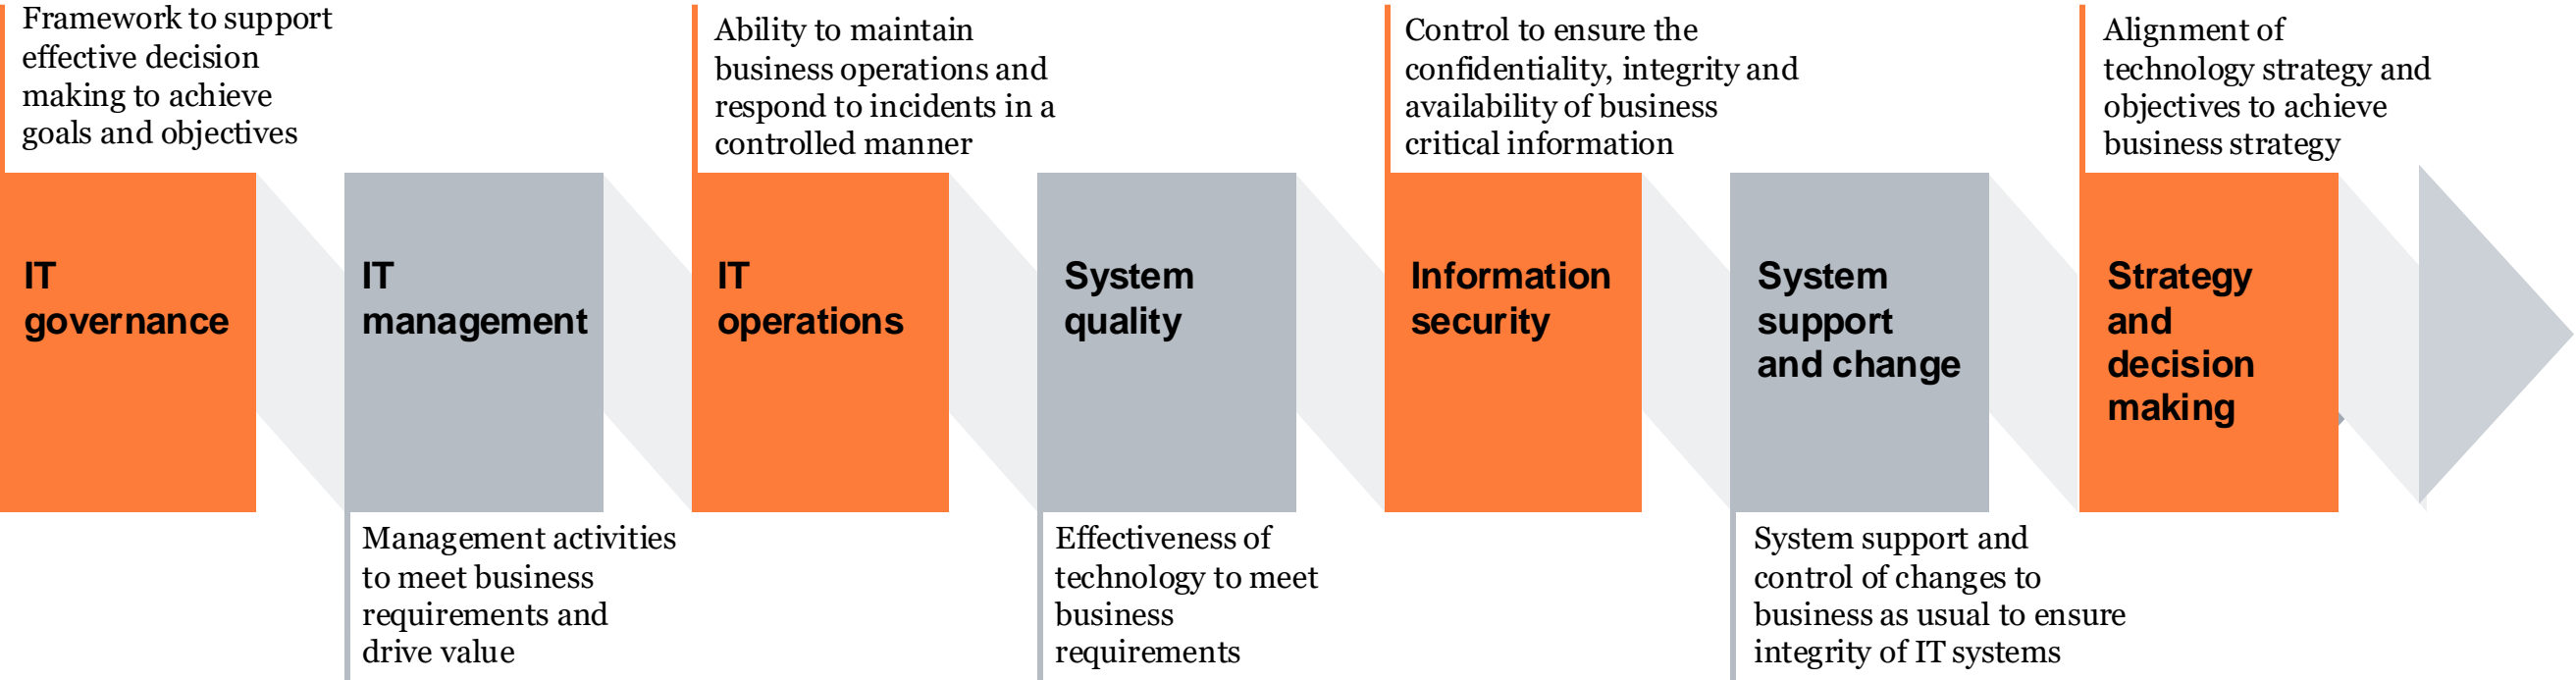 Framework to support
effective decision
making to achieve
goals and objectives
IT
governance
IT
management
Management activities
to meet business
requirements and
drive value
Ability to maintain
business operations and
respond to incidents in a
controlled manner
IT
operations
System
quality
Effectiveness of
technology to meet
business
requirements
Control to ensure the
confidentiality, integrity and
availability of business
critical information
Information
security
System
support
and change
System support and
control of changes to
business as usual to ensure
integrity of IT systems
Alignment of
technology strategy and
objectives to achieve
business strategy
Strategy
and
decision
making